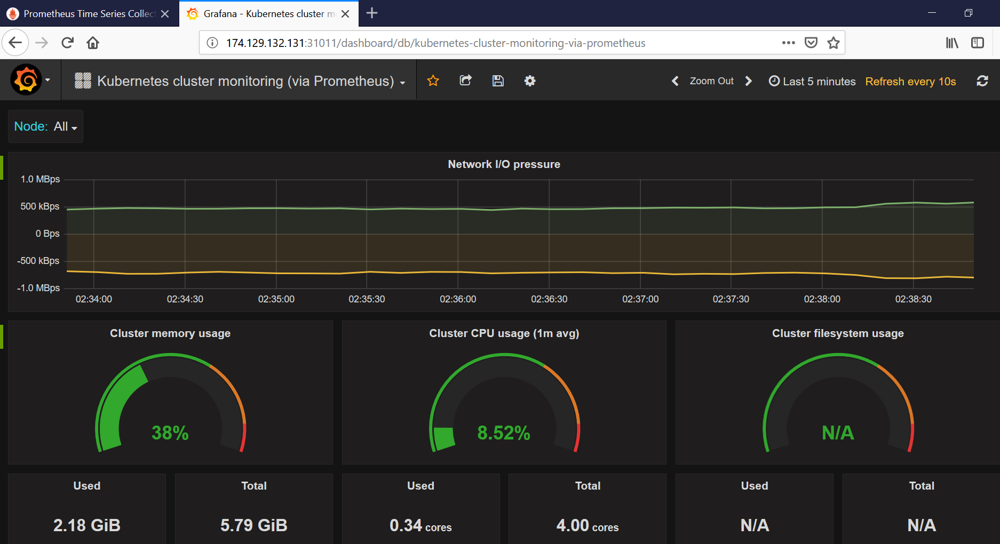 Prometheus Time Series Collect
Grafana - Kubernetes cluster m
174.129.132.131:31011/dashboard/db/kubernetes-cluster-monitoring-via-prometheus
Kubernetes cluster monitoring (via Prometheus)
Zoom Out
Last 5 minutes
Refresh every 10s
Node: All
Network I/O pressure
1.0 MBps
500 kBps
0 Bps
-500 kBps
-1.0 MBps
02:34:00 02:34:30 02:35:00 02:35:30 02:36:00 02:36:30 02:37:00 02:37:30 02:38:00 02:38:30
Cluster memory usage
38%
Cluster CPU usage (1m avg)
8.52%
Cluster filesystem usage
N/A
Used
2.18 GiB
Total
5.79 GiB
Used
0.34 cores
Total
4.00 cores
Used
N/A
Total
N/A